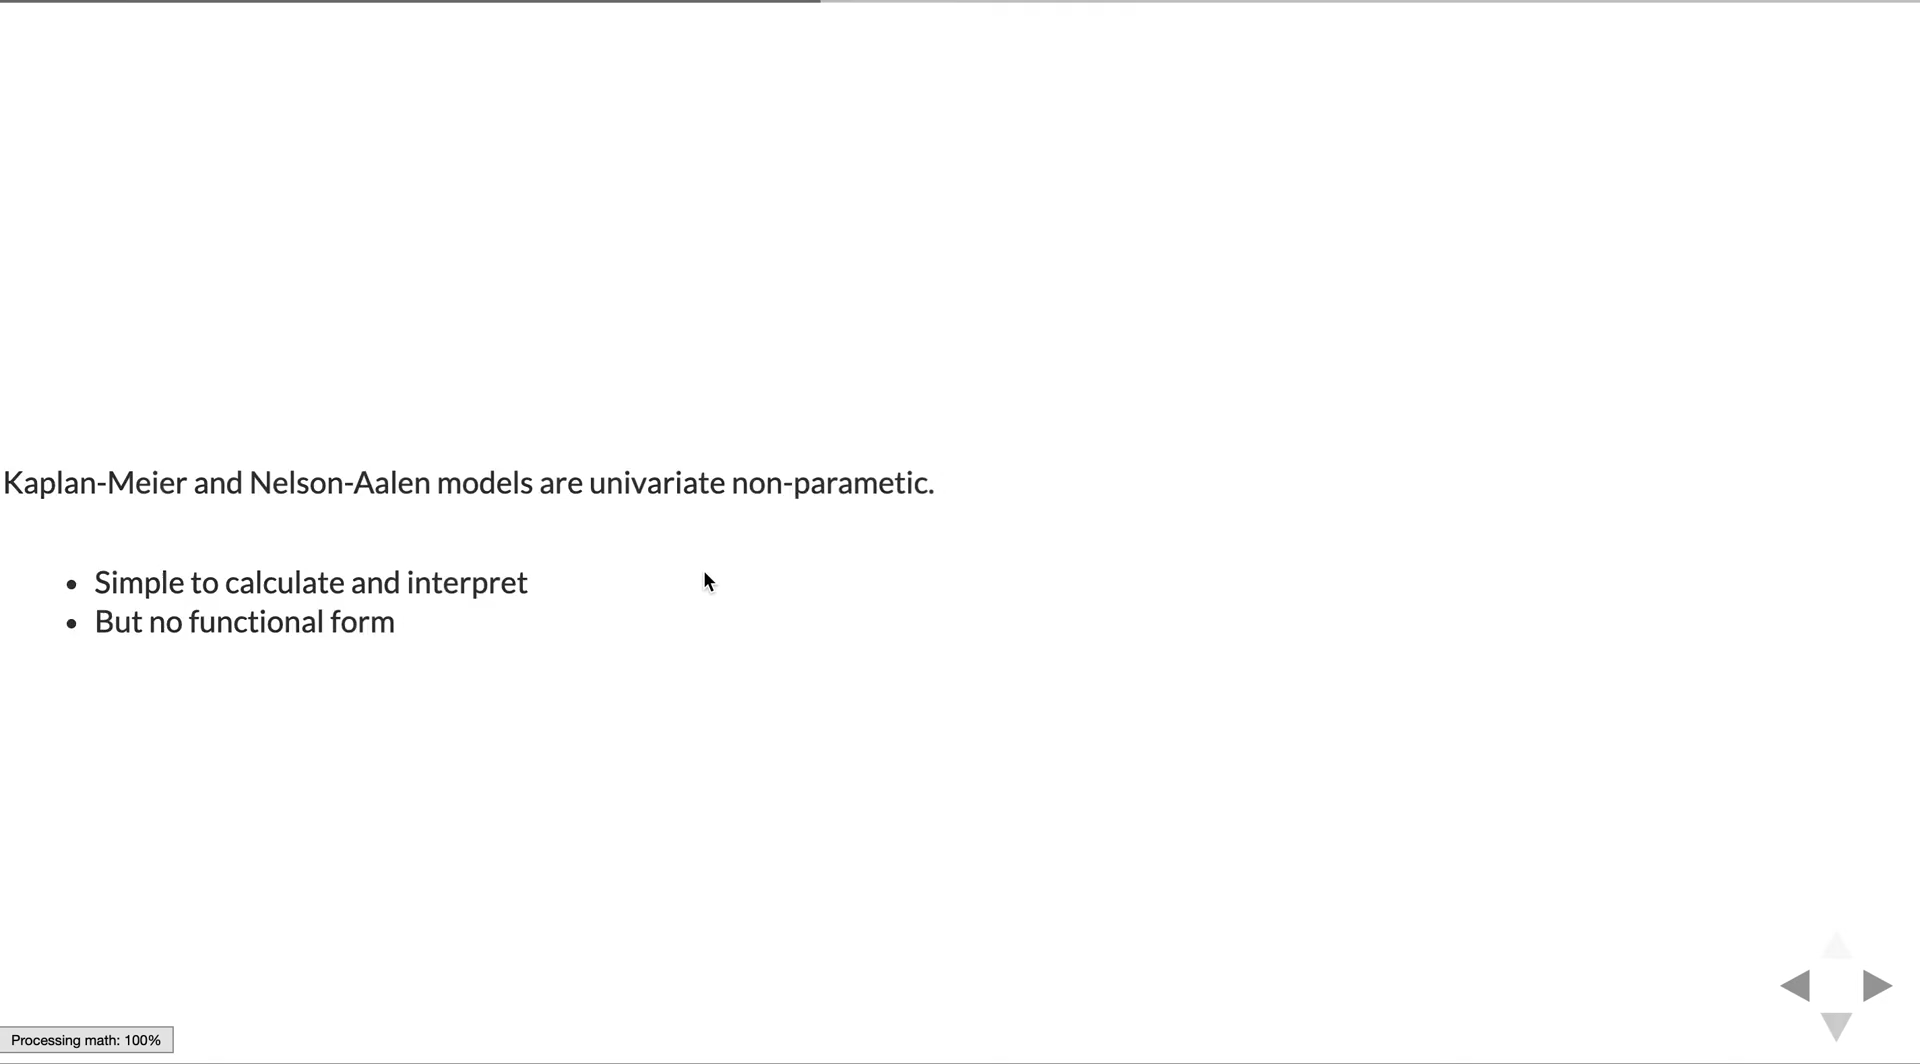 Kaplan-Meier and Nelson-Aalen models are univariate non-parametic.
• Simple to calculate and interpret
• But no functional form
Processing math: 100%